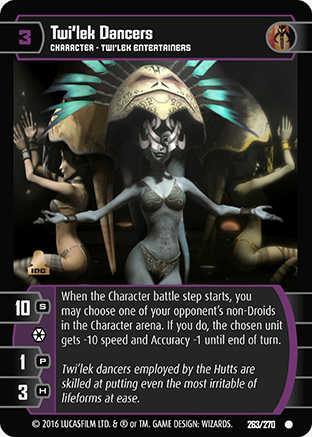 3 Twi'lek Dancers
CHARACTER - TWI'LEK ENTERTAINERS
IDC
10 S
1 P
3 H
When the Character battle step starts, you
may choose one of your opponent's non-Droids
in the Character arena. If you do, the chosen unit
gets -10 speed and Accuracy -1 until end of turn.
Twi'lek dancers employed by the Hutts are
skilled at putting even the most irritable of
lifeforms at ease.
© 2016 LUCASFILM LTD. & ® or TM. GAME DESIGN: WIZARDS. 263/270